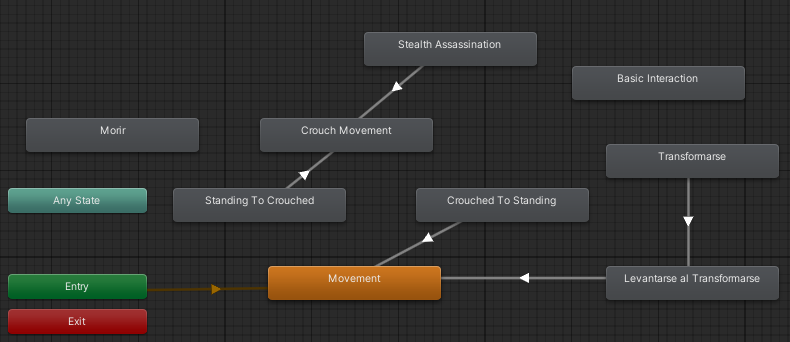 Stealth Assassination
Basic Interaction
Morir
Crouch Movement
Transformarse
Any State
Standing To Crouched
Crouched To Standing
Entry
Movement
Levantarse al Transformarse
Exit